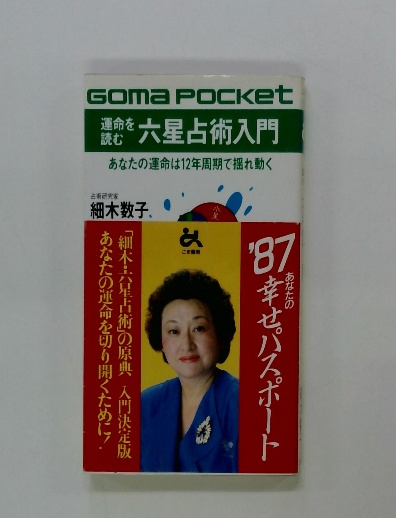 GOMA POCKET
運命を読む 六星占術入門
あなたの運命は12年周期で揺れ動く
占術研究家
細木数子
小星
ごま書房
'87あなたの幸せパスポート
「細木・六星占術」の原典 入門決定版
あなたの運命を切り開くために!